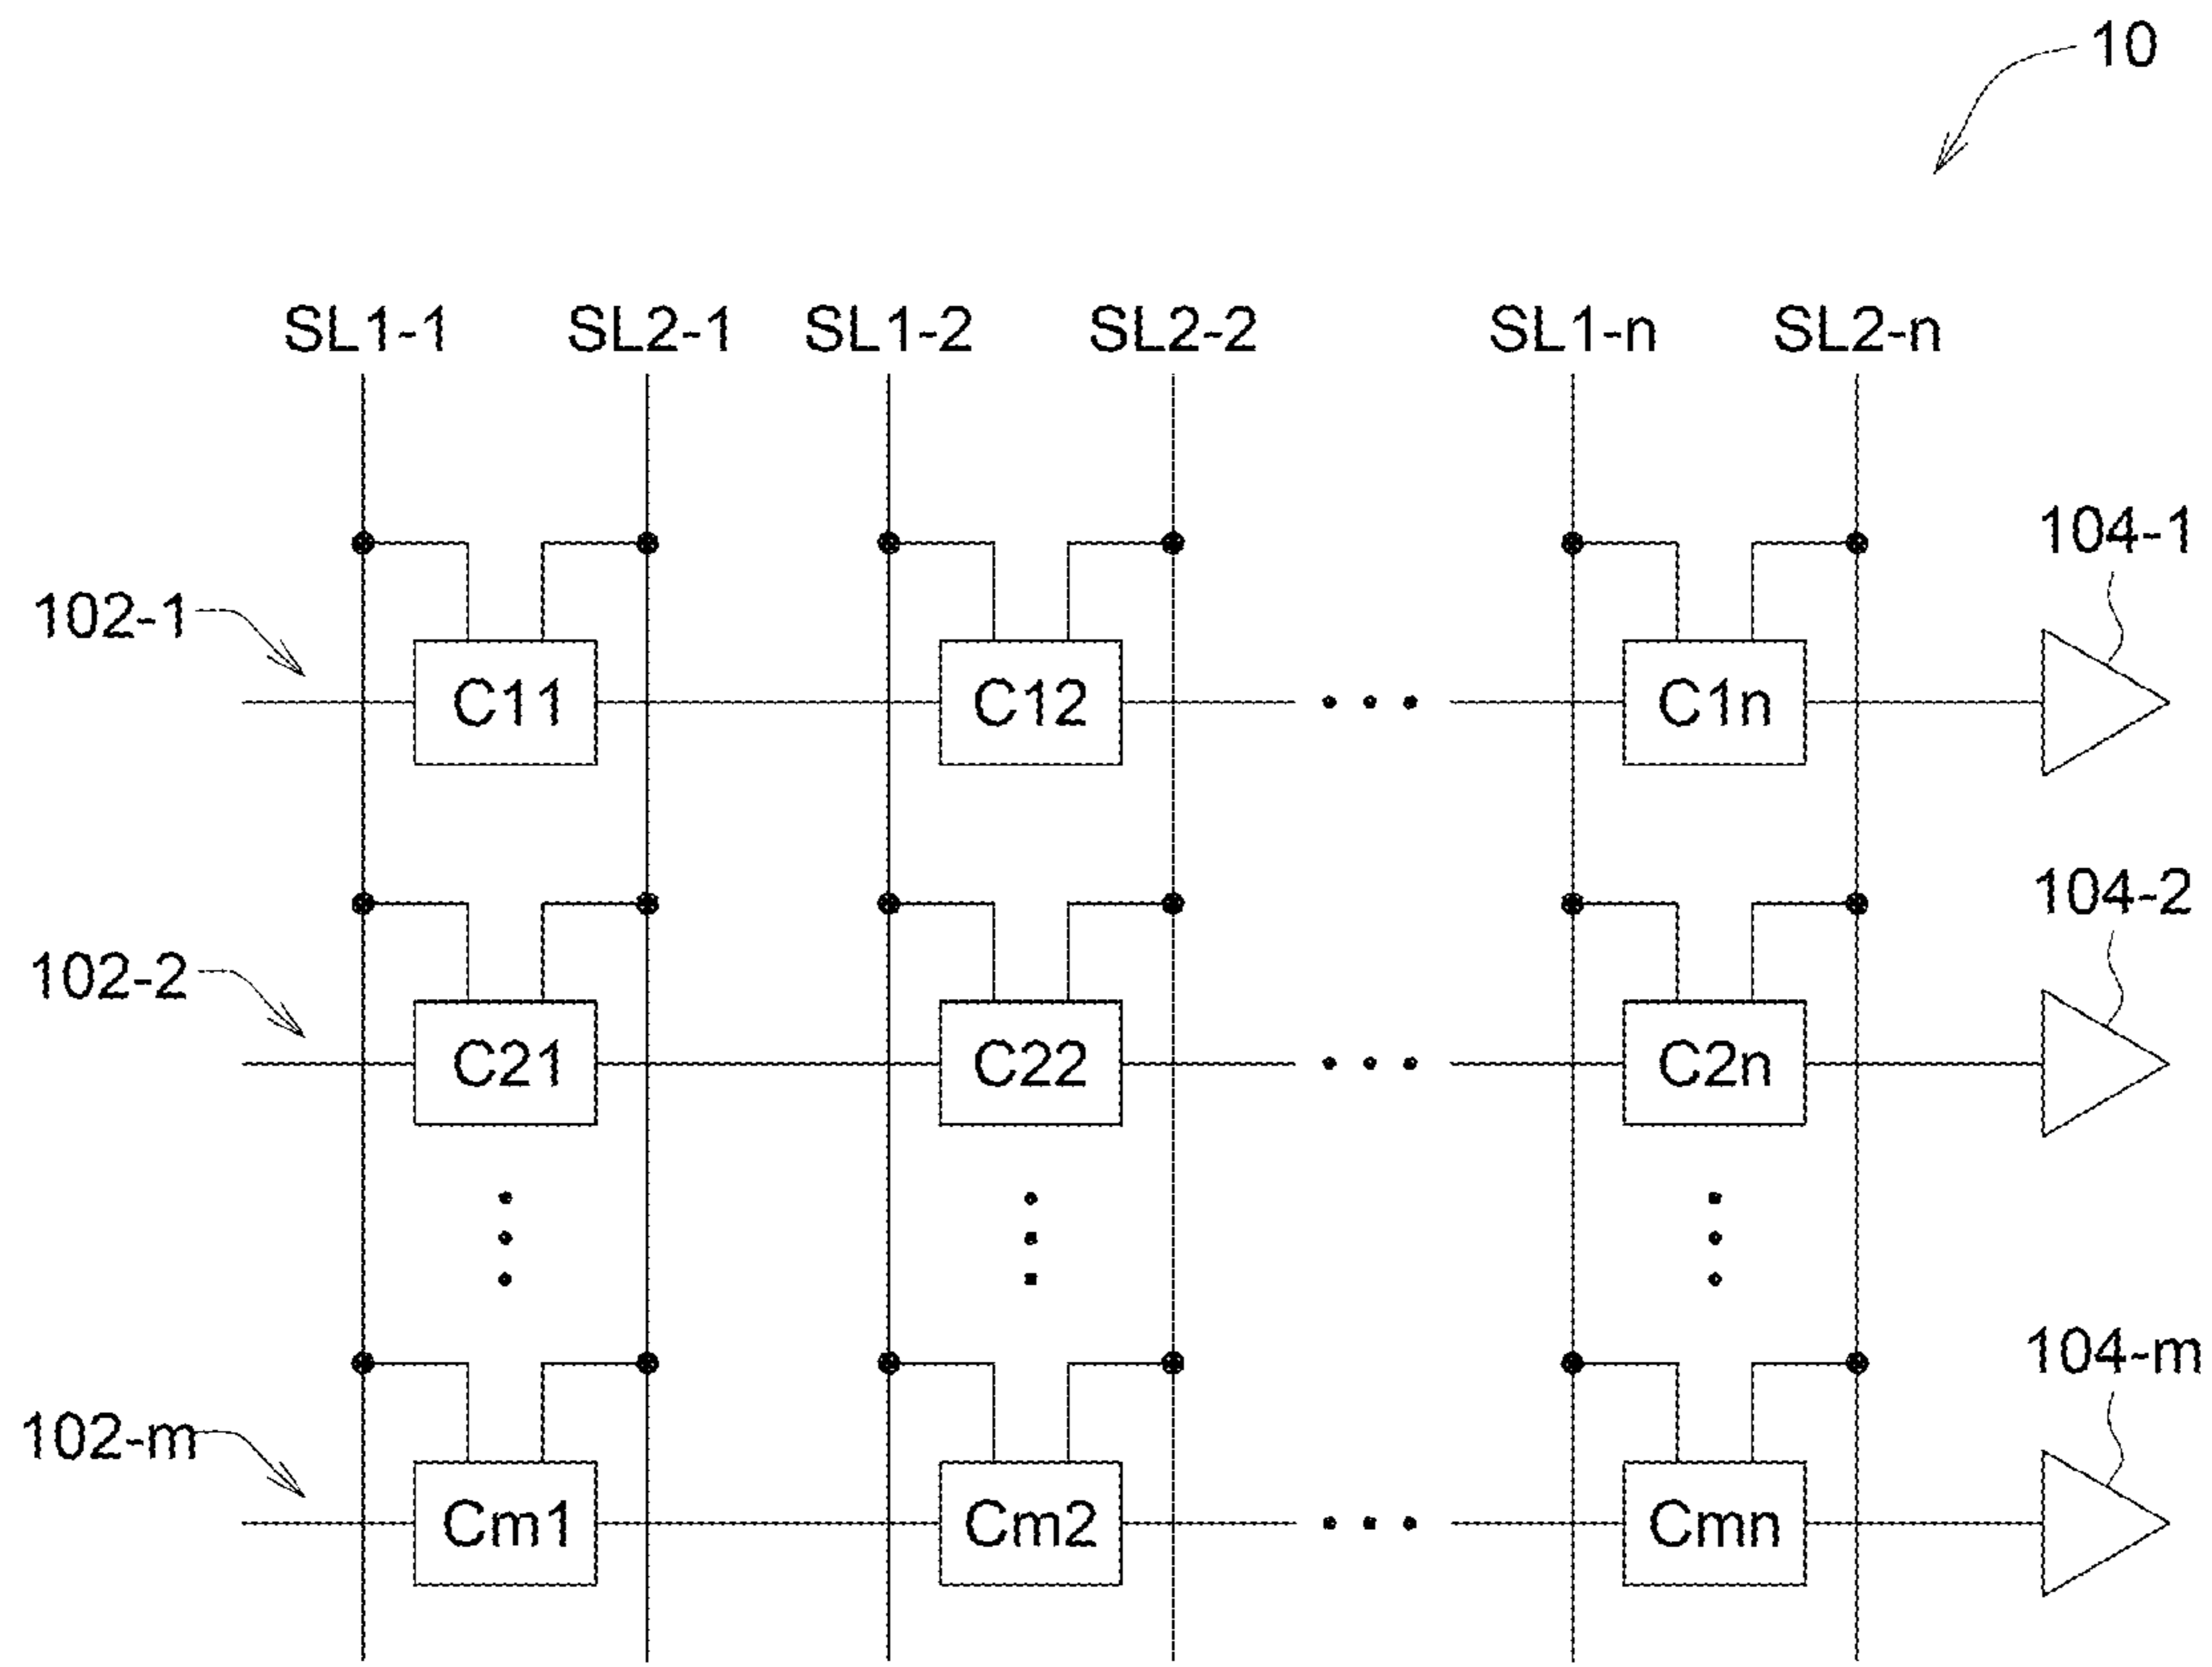 10
SL1-1 SL2-1 SL1-2 SL2-2 SL1-n SL2-n
104-1
102-1
C11 C12 C1n
104-2
102-2
C21 C22 C2n
104-m
102-m
Cm1 Cm2 Cmn